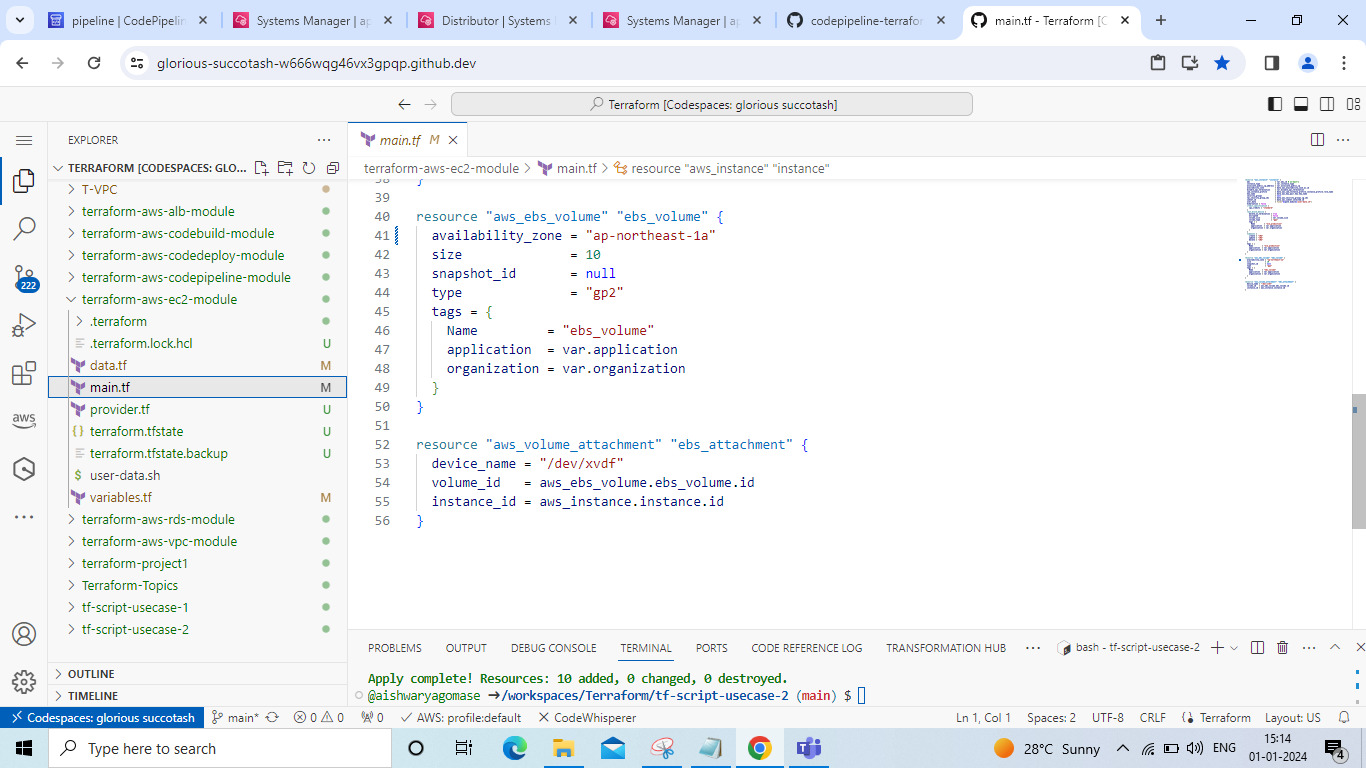 pipeline | CodePipelin
Systems Manager | ap
Distributor | Systems
Systems Manager | ap
codepipeline-terrafor
main.tf - Terraform [C
glorious-succotash-w666wqg46vx3gpqp.github.dev
Terraform [Codespaces: glorious succotash]
EXPLORER
main.tf M
TERRAFORM [CODESPACES: GLO...
terraform-aws-ec2-module > main.tf > resource "aws_instance" "instance"
T-VPC
terraform-aws-alb-module
terraform-aws-codebuild-module
terraform-aws-codedeploy-module
terraform-aws-codepipeline-module
terraform-aws-ec2-module
.terraform
.terraform.lock.hcl U
data.tf M
main.tf M
provider.tf U
terraform.tfstate U
terraform.tfstate.backup U
user-data.sh
variables.tf M
terraform-aws-rds-module
terraform-aws-vpc-module
terraform-project1
Terraform-Topics
tf-script-usecase-1
tf-script-usecase-2
OUTLINE
TIMELINE
222
aws
38 }
39
40 resource "aws_ebs_volume" "ebs_volume" {
41 availability_zone = "ap-northeast-1a"
42 size = 10
43 snapshot_id = null
44 type = "gp2"
45 tags = {
46 Name = "ebs_volume"
47 application = var.application
48 organization = var.organization
49 }
50 }
51
52 resource "aws_volume_attachment" "ebs_attachment" {
53 device_name = "/dev/xvdf"
54 volume_id = aws_ebs_volume.ebs_volume.id
55 instance_id = aws_instance.instance.id
56 }
PROBLEMS OUTPUT DEBUG CONSOLE TERMINAL PORTS CODE REFERENCE LOG TRANSFORMATION HUB
bash - tf-script-usecase-2
Apply complete! Resources: 10 added, 0 changed, 0 destroyed.
@aishwaryagomase →/workspaces/Terraform/tf-script-usecase-2 (main) $
Codespaces: glorious succotash main* 0 0 0 AWS: profile:default CodeWhisperer Ln 1, Col 1 Spaces: 2 UTF-8 CRLF Terraform Layout: US
Type here to search
28°C Sunny
ENG
15:14
01-01-2024
4